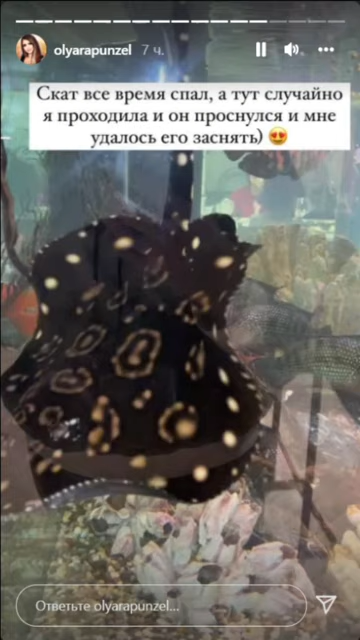 olyarapunzel 7 ч.
Скат все время спал, а тут случайно
я проходила и он проснулся и мне
удалось его заснять) 😍
Ответьте olyarapunzel...